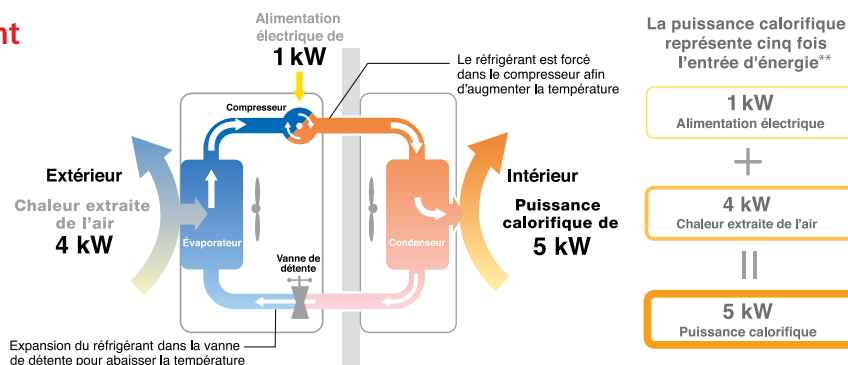 nt
Alimentation
électrique de
1 kW
Compresseur
Le réfrigérant est forcé
dans le compresseur afin
d'augmenter la température
Extérieur
Chaleur extraite
de l'air
4 kW
Évaporateur
Vanne de
détente
Condenseur
Intérieur
Puissance
calorifique de
5 kW
Expansion du réfrigérant dans la vanne
de détente pour abaisser la température
La puissance calorifique
représente cinq fois
l'entrée d'énergie**
1 kW
Alimentation électrique
+
4 kW
Chaleur extraite de l'air
=
5 kW
Puissance calorifique